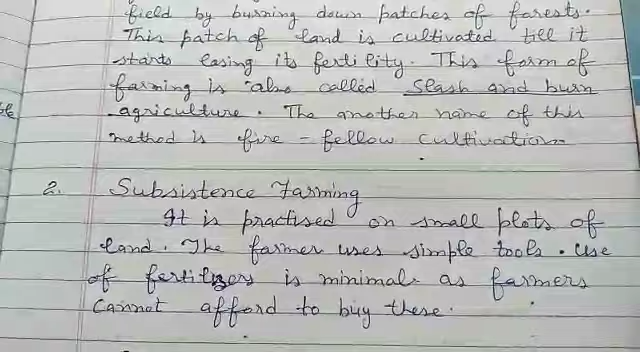 field by burning down patches of forests.
This patch of land is cultivated till it
starts losing its fertility. This form of
farming is also called Slash and burn
agriculture. The another name of this
method is fire - fellow cultivation
2. Subsistence Farming
It is practised on small plots of
land. The farmer uses simple tools. Use
of fertilizers is minimal as farmers
cannot afford to buy these.